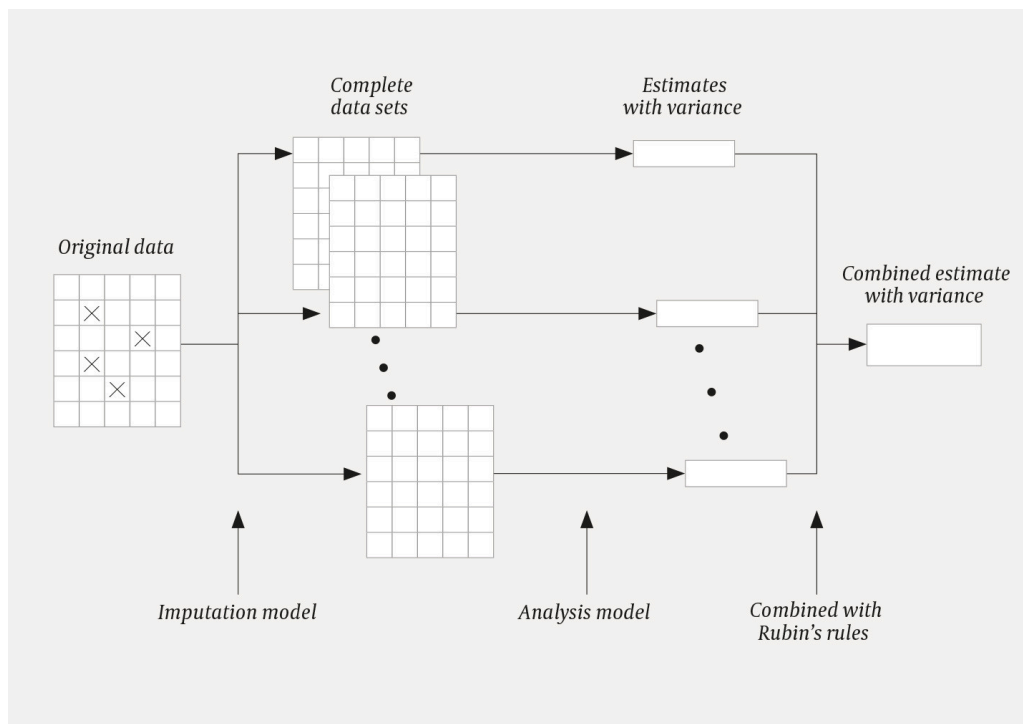 Complete
data sets
Estimates
with variance
Original data
Combined estimate
with variance
Imputation model
Analysis model
Combined with
Rubin’s rules